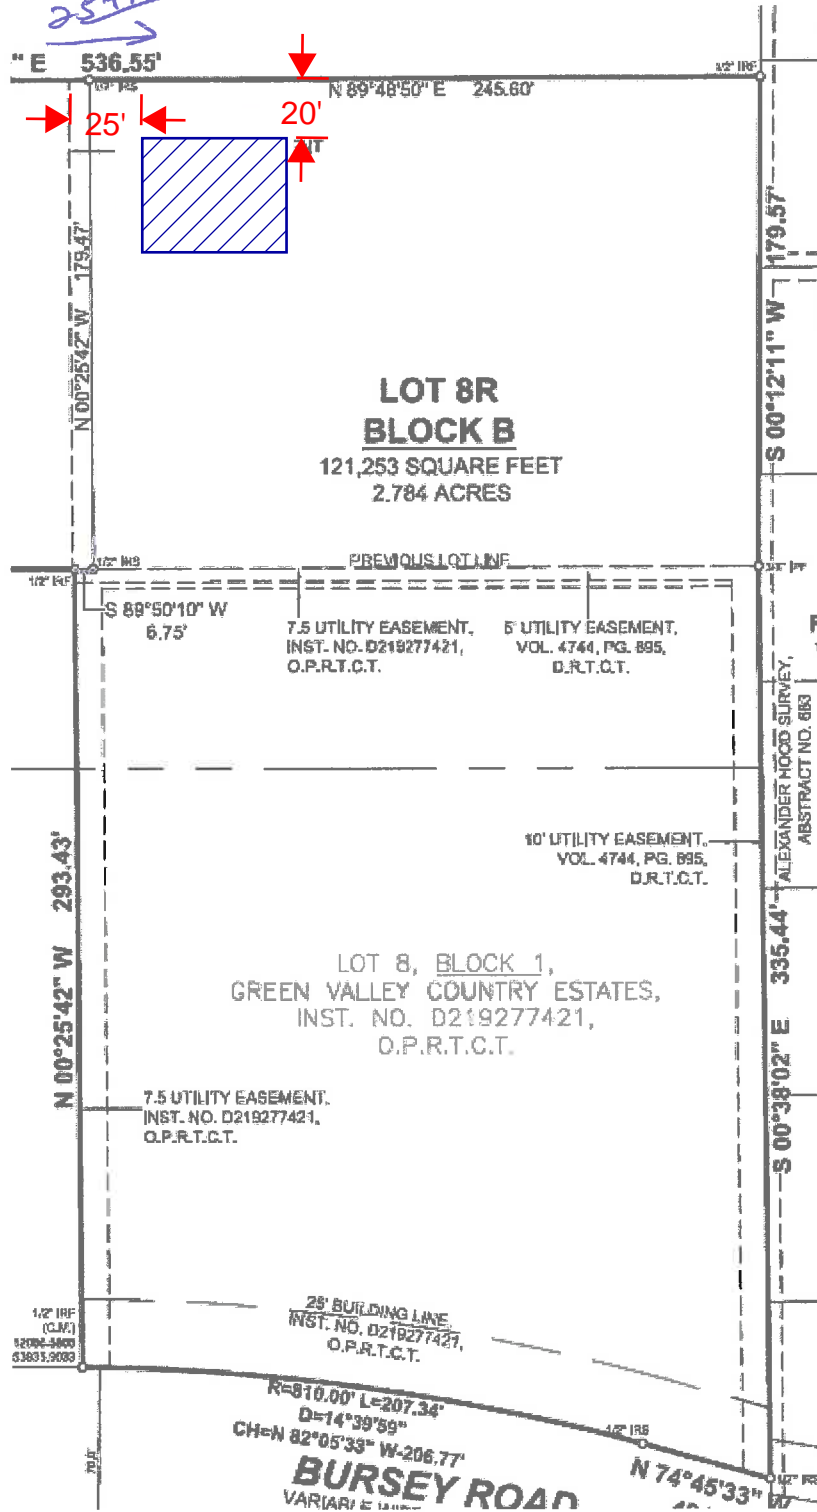 " E 536.55'
1/2" IRS
1/2" IRF
N 89°48'50" E 245.60'
25'
20'
N 00°25'42" W 179.47'
S 00°12'11" W 179.57'
LOT 8R
BLOCK B
121,253 SQUARE FEET
2.784 ACRES
1/2" IRS
PREVIOUS LOT LINE
1/2" IRF
S 89°50'10" W
6.75'
7.5 UTILITY EASEMENT,
INST. NO. D219277421,
O.P.R.T.C.T.
5' UTILITY EASEMENT,
VOL. 4744, PG. 895,
D.R.T.C.T.
ALEXANDER HOOD SURVEY,
ABSTRACT NO. 683
10' UTILITY EASEMENT,
VOL. 4744, PG. 895,
D.R.T.C.T.
N 00°25'42" W 293.43'
S 00°38'02" E 335.44'
LOT 8, BLOCK 1,
GREEN VALLEY COUNTRY ESTATES,
INST. NO. D219277421,
O.P.R.T.C.T.
7.5 UTILITY EASEMENT,
INST. NO. D219277421,
O.P.R.T.C.T.
1/2" IRF
(C.M.)
25' BUILDING LINE
INST. NO. D219277421,
O.P.R.T.C.T.
R=810.00' L=207.34'
D=14°39'59"
CH=N 82°05'33" W-206.77'
1/2" IRS
N 74°45'33"
BURSEY ROAD